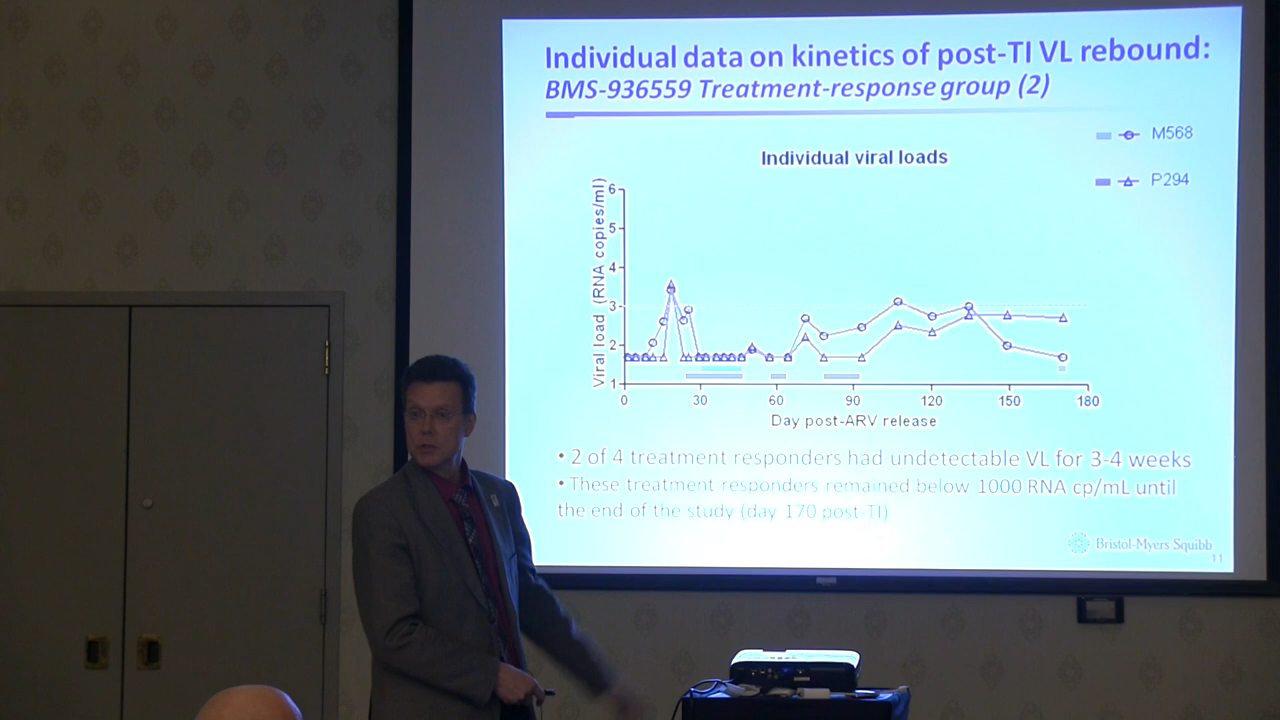 Individual data on kinetics of post-TI VL rebound:
BMS-936559 Treatment-response group (2)
M568
P294
Individual viral loads
Viral load (RNA copies/ml)
6
5
4
3
2
1
0 30 60 90 120 150 180
Day post-ARV release
• 2 of 4 treatment responders had undetectable VL for 3-4 weeks
• These treatment responders remained below 1000 RNA cp/mL until
the end of the study (day 170 post-TI)
Bristol-Myers Squibb
11